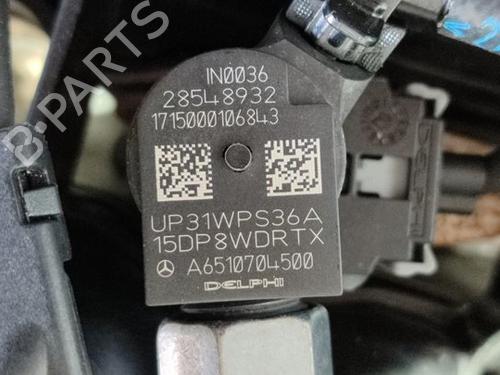 B-PARTS
IN0036
28548932
1715000106843
UP31WPS36A
15DP8WDRTX
A6510704500
DELPHI